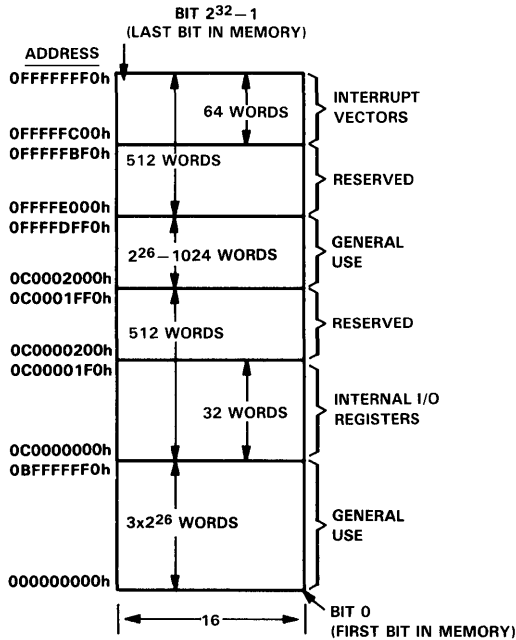 BIT 2³²−1
(LAST BIT IN MEMORY)
ADDRESS
0FFFFFFF0h
64 WORDS
INTERRUPT
VECTORS
0FFFFFC00h
0FFFFFBF0h
512 WORDS
RESERVED
0FFFFE000h
0FFFFDFF0h
2²⁶−1024 WORDS
GENERAL
USE
0C0002000h
0C0001FF0h
512 WORDS
RESERVED
0C0000200h
0C00001F0h
32 WORDS
INTERNAL I/O
REGISTERS
0C0000000h
0BFFFFFF0h
3x2²⁶ WORDS
GENERAL
USE
000000000h
16
BIT 0
(FIRST BIT IN MEMORY)